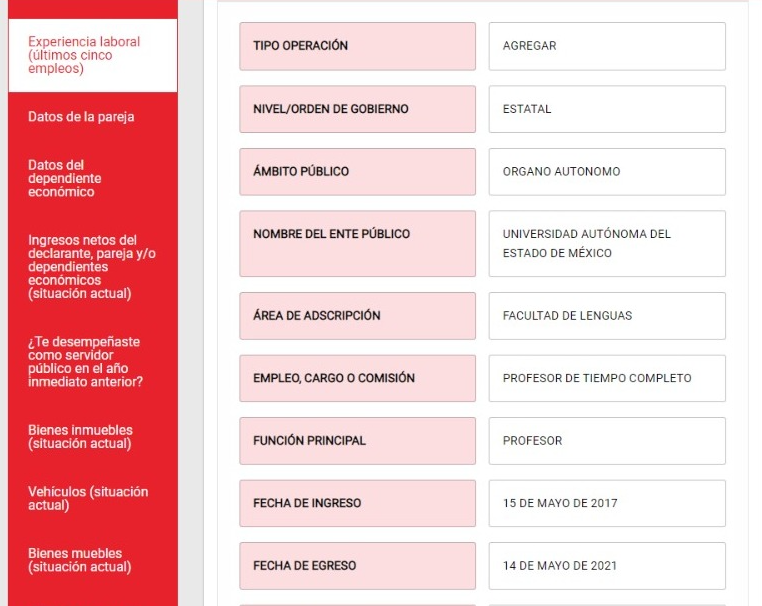 Experiencia laboral
(últimos cinco
empleos)
Datos de la pareja
Datos del
dependiente
económico
Ingresos netos del
declarante, pareja y/o
dependientes
económicos
(situación actual)
¿Te desempeñaste
como servidor
público en el año
inmediato anterior?
Bienes inmuebles
(situación actual)
Vehículos (situación
actual)
Bienes muebles
(situación actual)
TIPO OPERACIÓN
AGREGAR
NIVEL/ORDEN DE GOBIERNO
ESTATAL
ÁMBITO PÚBLICO
ORGANO AUTONOMO
NOMBRE DEL ENTE PÚBLICO
UNIVERSIDAD AUTÓNOMA DEL
ESTADO DE MÉXICO
ÁREA DE ADSCRIPCIÓN
FACULTAD DE LENGUAS
EMPLEO, CARGO O COMISIÓN
PROFESOR DE TIEMPO COMPLETO
FUNCIÓN PRINCIPAL
PROFESOR
FECHA DE INGRESO
15 DE MAYO DE 2017
FECHA DE EGRESO
14 DE MAYO DE 2021